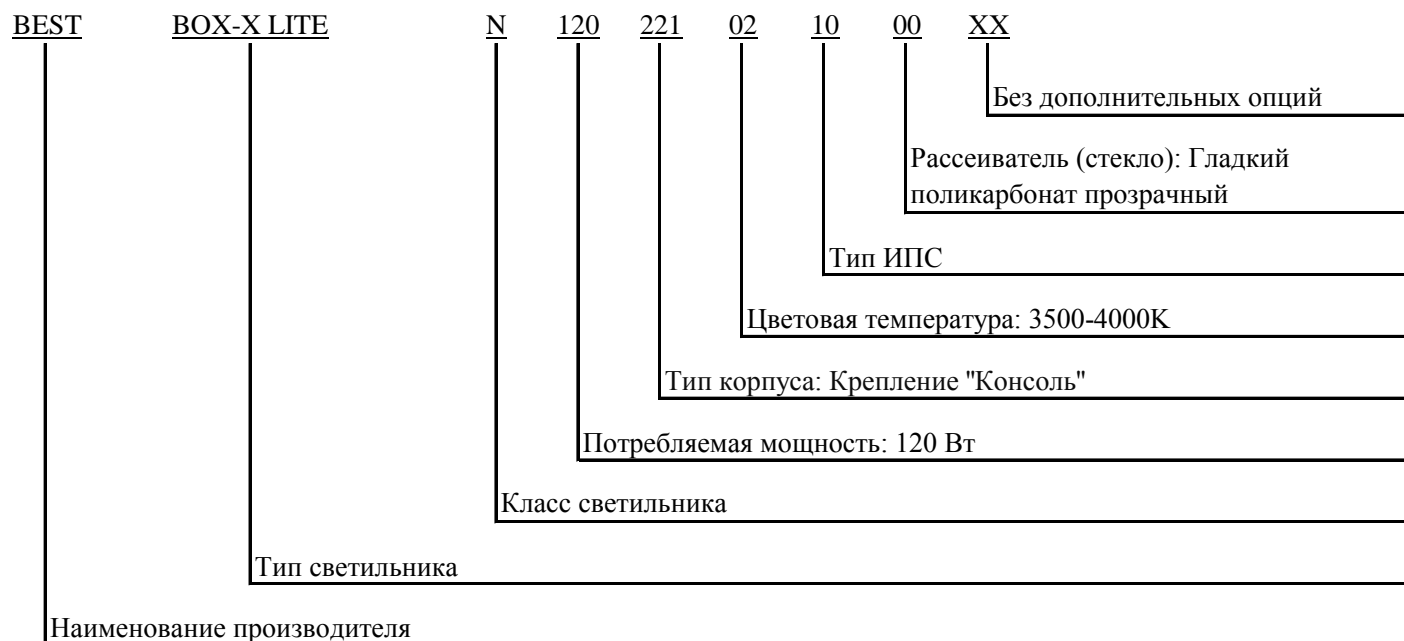 BEST BOX-X LITE N 120 221 02 10 00 XX
Без дополнительных опций
Рассеиватель (стекло): Гладкий
поликарбонат прозрачный
Тип ИПС
Цветовая температура: 3500-4000K
Тип корпуса: Крепление "Консоль"
Потребляемая мощность: 120 Вт
Класс светильника
Тип светильника
Наименование производителя